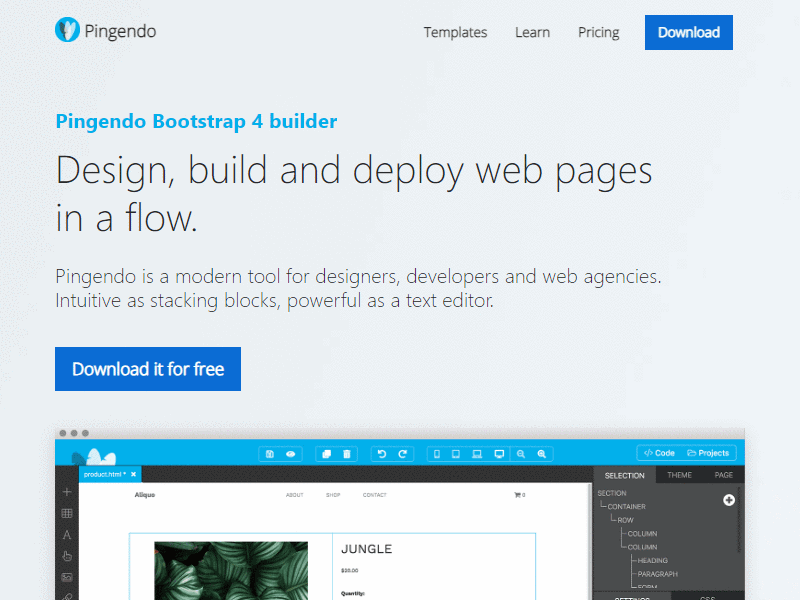 Pingendo
Templates Learn Pricing Download
Pingendo Bootstrap 4 builder
Design, build and deploy web pages
in a flow.
Pingendo is a modern tool for designers, developers and web agencies.
Intuitive as stacking blocks, powerful as a text editor.
Download it for free
</> Code Projects
product.html *
SELECTION THEME PAGE
Aliquo ABOUT SHOP CONTACT 0
SECTION
CONTAINER
ROW
COLUMN
COLUMN
HEADING
PARAGRAPH
FORM
JUNGLE
$20.00
Quantity:
SETTINGS CSS